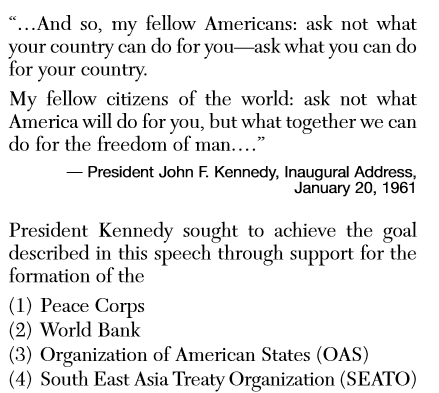 “…And so, my fellow Americans: ask not what
your country can do for you—ask what you can do
for your country.
My fellow citizens of the world: ask not what
America will do for you, but what together we can
do for the freedom of man.…”
— President John F. Kennedy, Inaugural Address,
January 20, 1961
President Kennedy sought to achieve the goal
described in this speech through support for the
formation of the
(1) Peace Corps
(2) World Bank
(3) Organization of American States (OAS)
(4) South East Asia Treaty Organization (SEATO)